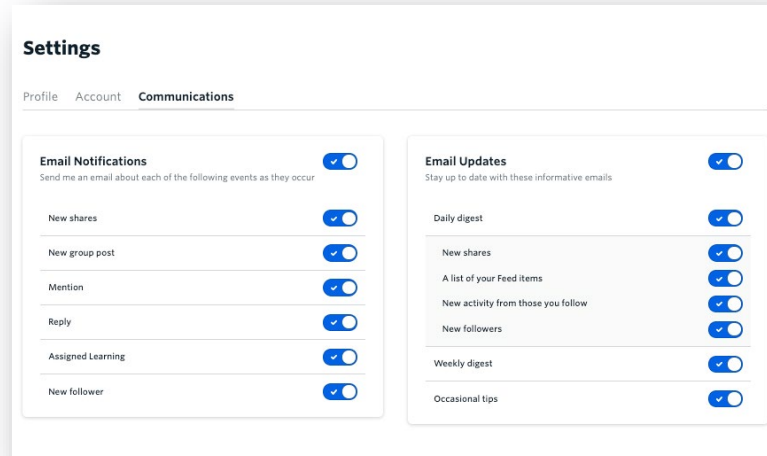 Settings
Profile Account Communications
Email Notifications
Send me an email about each of the following events as they occur
New shares
New group post
Mention
Reply
Assigned Learning
New follower
Email Updates
Stay up to date with these informative emails
Daily digest
New shares
A list of your Feed items
New activity from those you follow
New followers
Weekly digest
Occasional tips